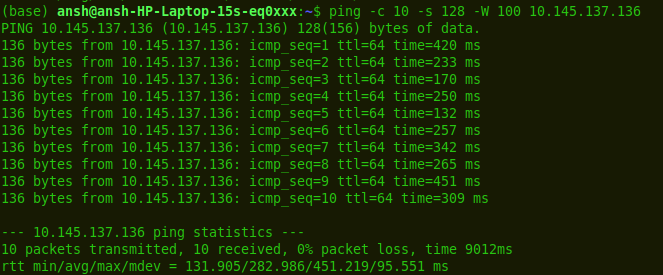 (base) ansh@ansh-HP-Laptop-15s-eq0xxx:~$ ping -c 10 -s 128 -W 100 10.145.137.136
PING 10.145.137.136 (10.145.137.136) 128(156) bytes of data.
136 bytes from 10.145.137.136: icmp_seq=1 ttl=64 time=420 ms
136 bytes from 10.145.137.136: icmp_seq=2 ttl=64 time=233 ms
136 bytes from 10.145.137.136: icmp_seq=3 ttl=64 time=170 ms
136 bytes from 10.145.137.136: icmp_seq=4 ttl=64 time=250 ms
136 bytes from 10.145.137.136: icmp_seq=5 ttl=64 time=132 ms
136 bytes from 10.145.137.136: icmp_seq=6 ttl=64 time=257 ms
136 bytes from 10.145.137.136: icmp_seq=7 ttl=64 time=342 ms
136 bytes from 10.145.137.136: icmp_seq=8 ttl=64 time=265 ms
136 bytes from 10.145.137.136: icmp_seq=9 ttl=64 time=451 ms
136 bytes from 10.145.137.136: icmp_seq=10 ttl=64 time=309 ms

--- 10.145.137.136 ping statistics ---
10 packets transmitted, 10 received, 0% packet loss, time 9012ms
rtt min/avg/max/mdev = 131.905/282.986/451.219/95.551 ms